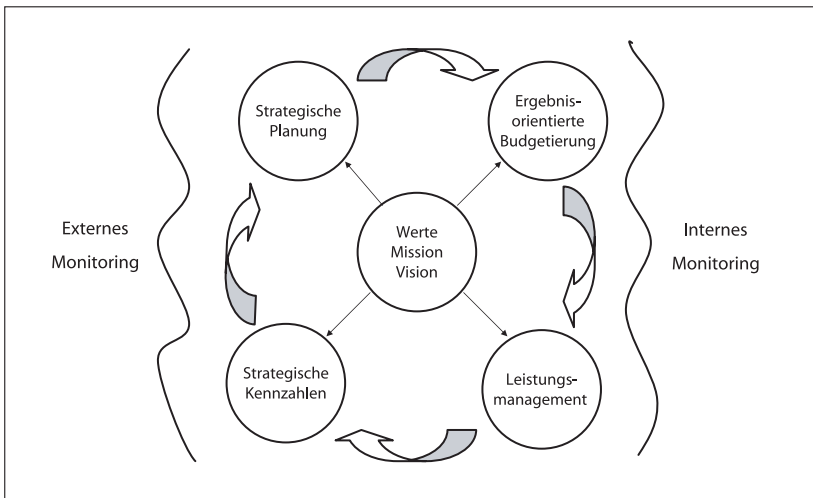 Strategische
Planung
Ergebnis-
orientierte
Budgetierung
Externes
Monitoring
Werte
Mission
Vision
Internes
Monitoring
Strategische
Kennzahlen
Leistungs-
management